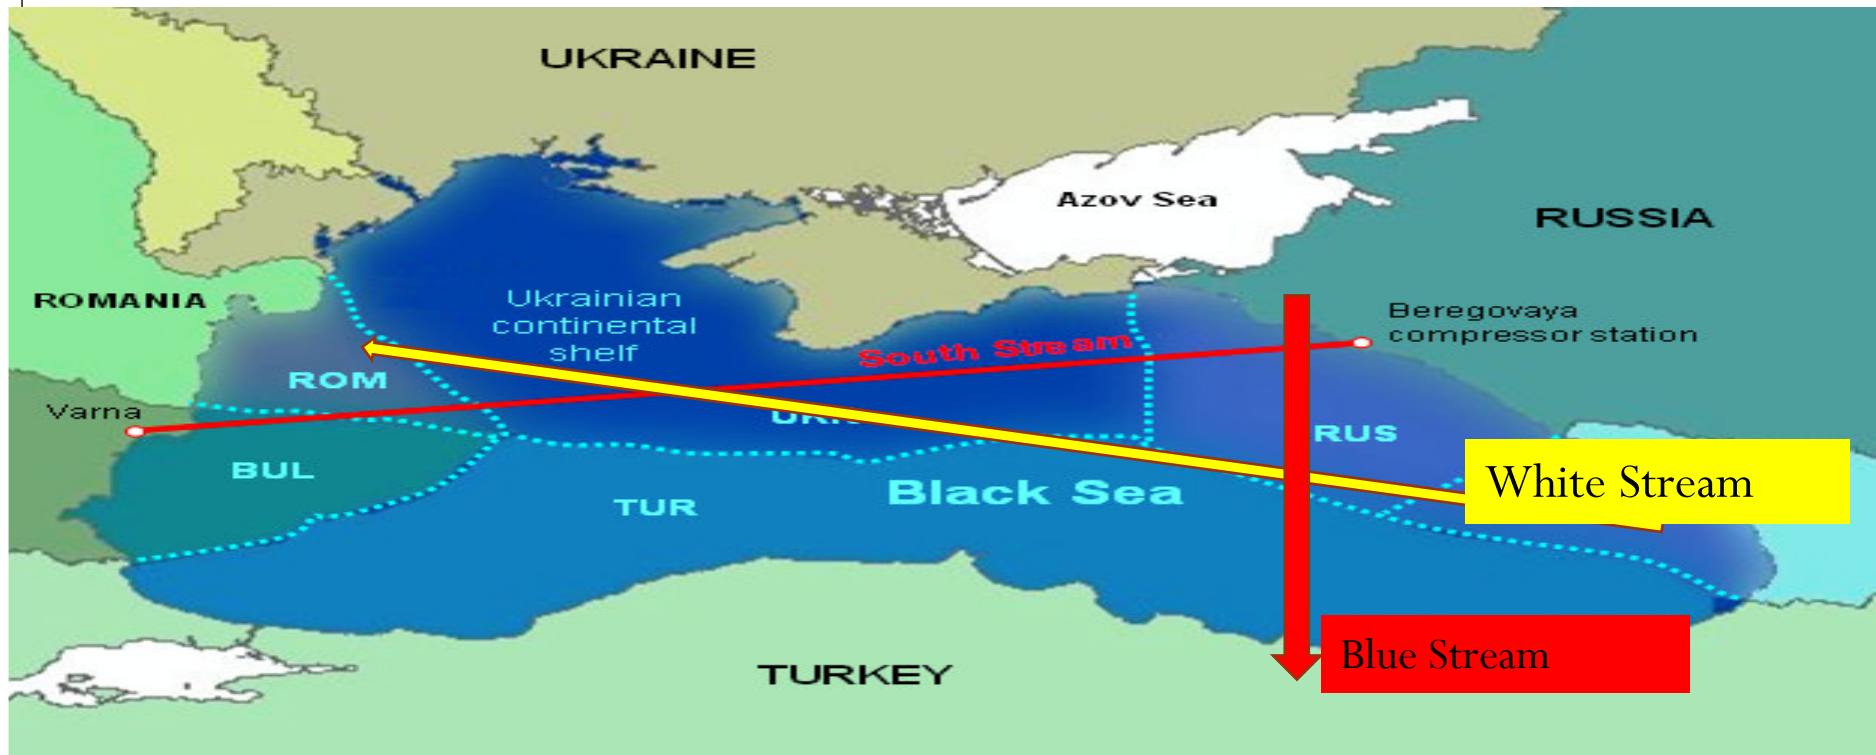 UKRAINE
Azov Sea
RUSSIA
ROMANIA
Ukrainian
continental
shelf
Beregovaya
compressor station
South Stream
ROM
Varna
RUS
BUL
White Stream
Black Sea
TUR
Blue Stream
TURKEY